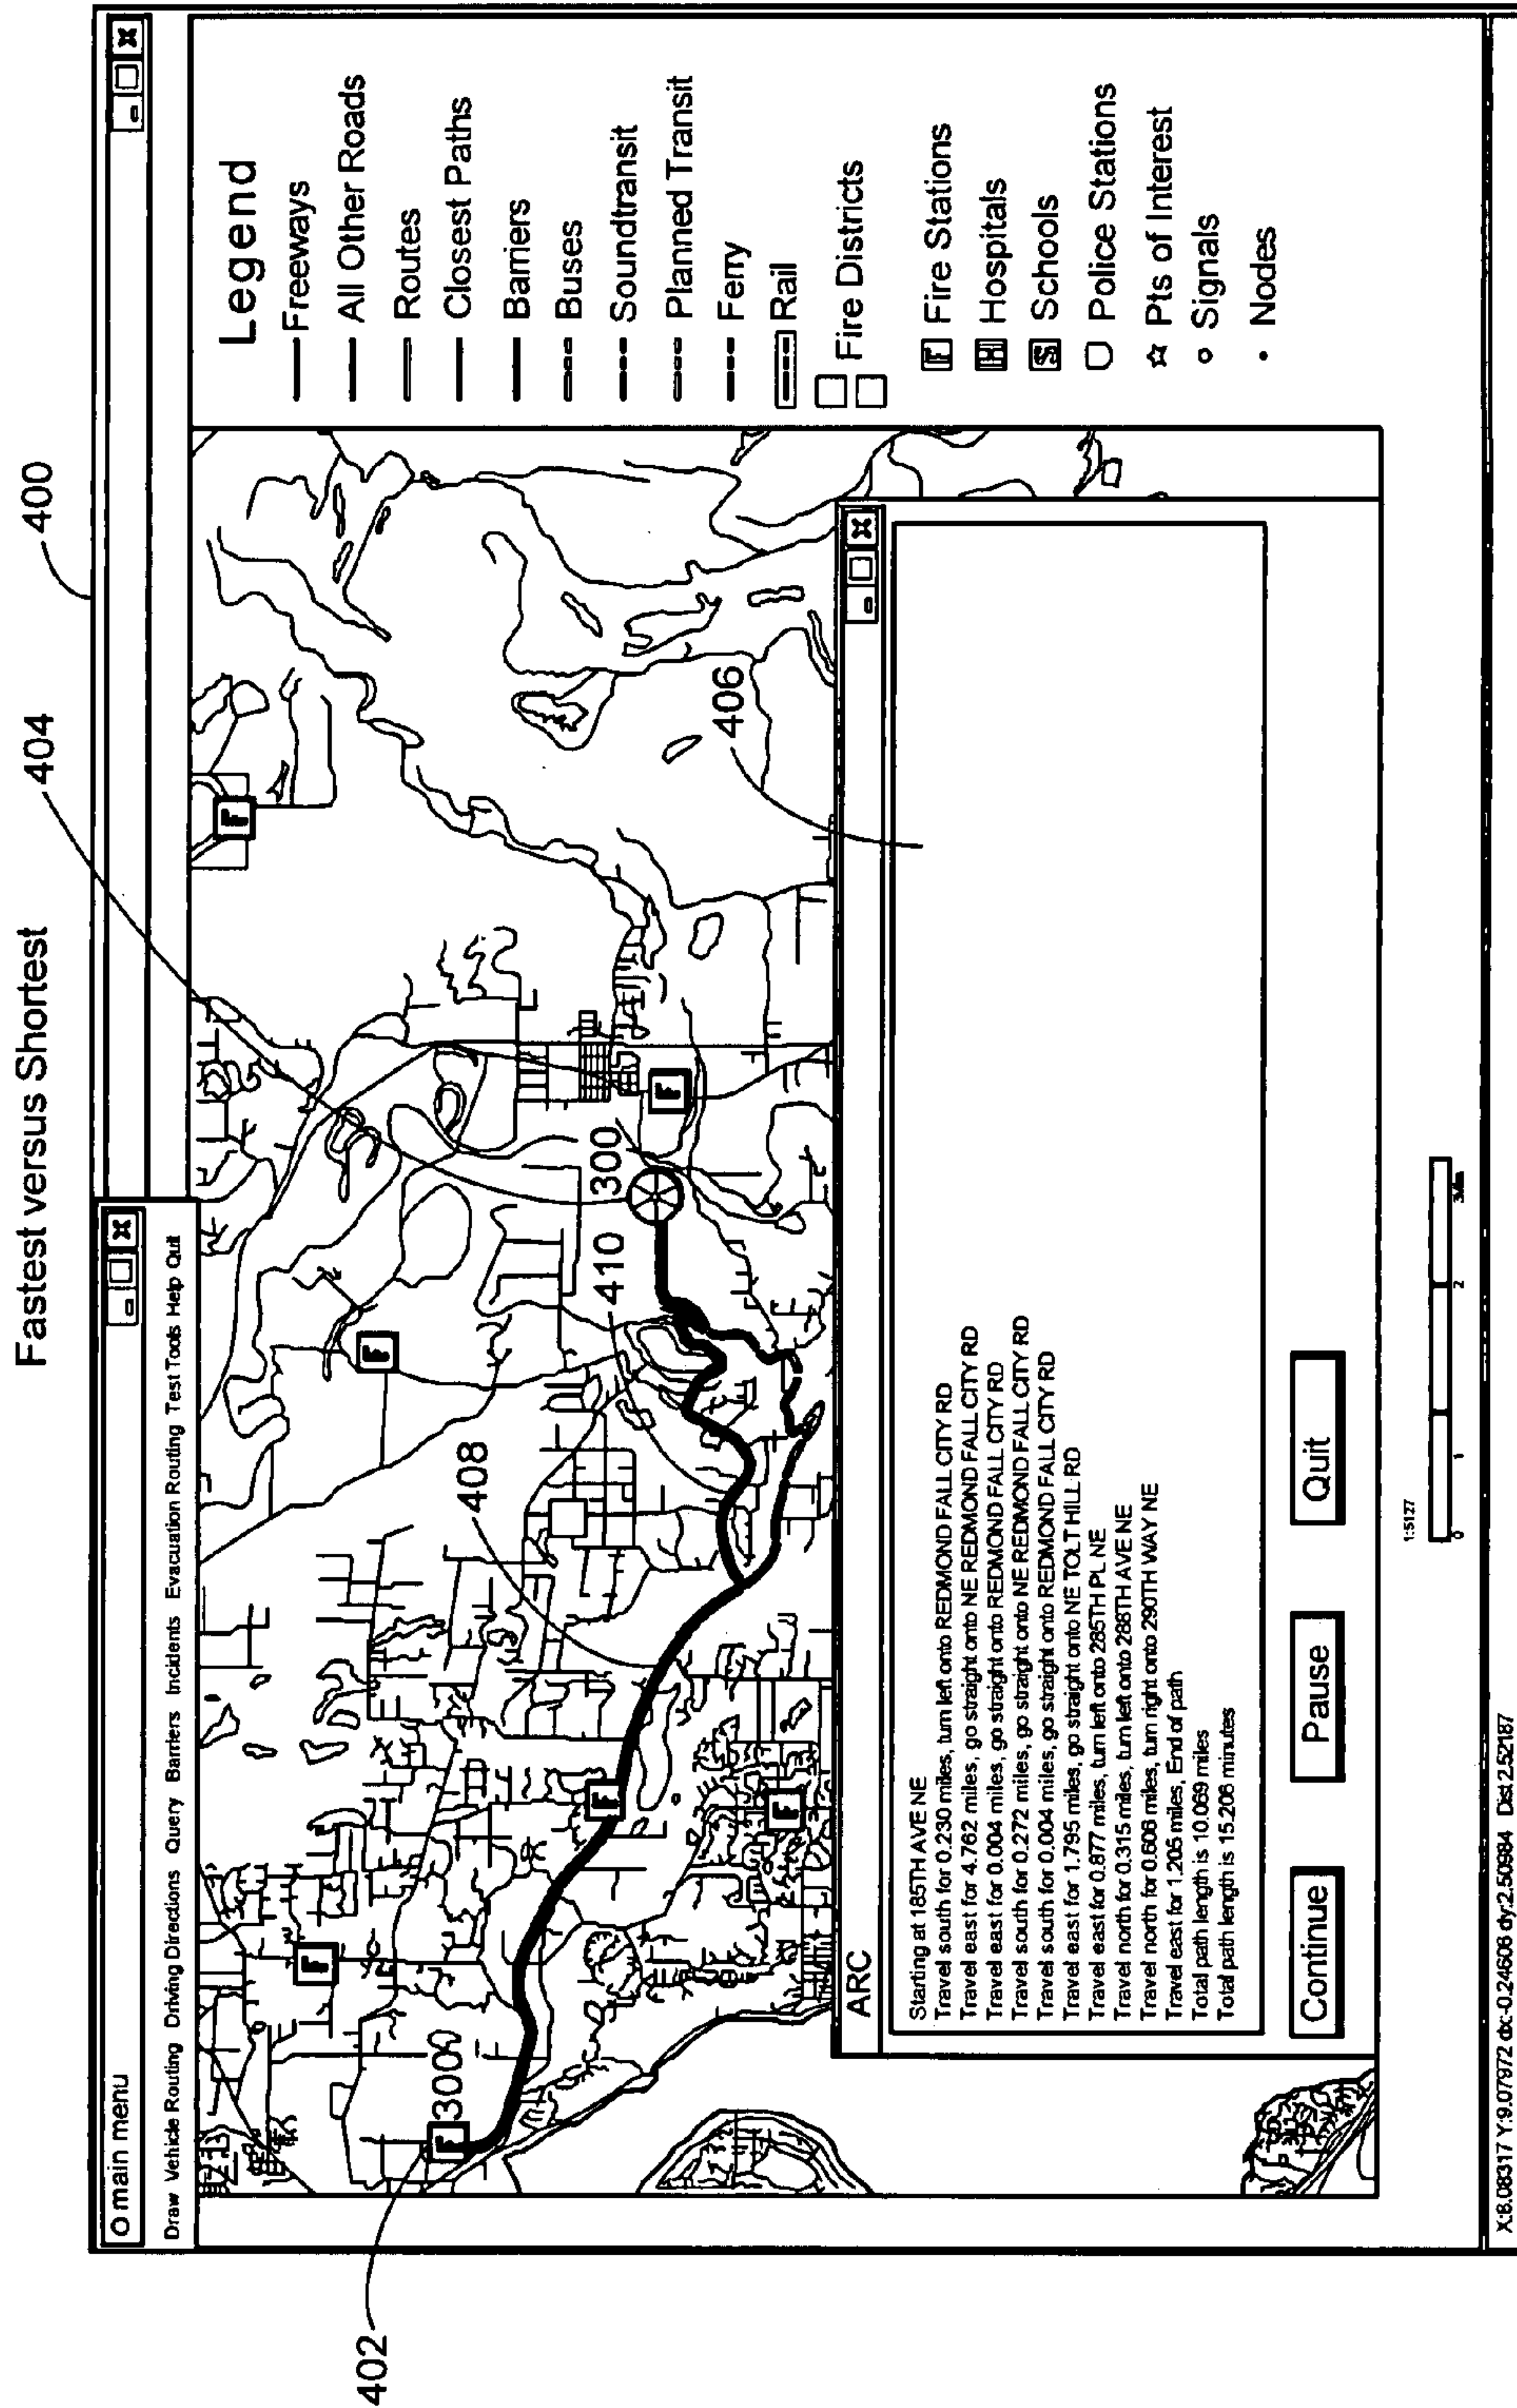 Fastest versus Shortest
400
404
402
O main menu
Draw Vehicle Routing Driving Directions Query Barriers Incidents Evacuation Routing Test Tools Help Quit
Legend
Freeways
All Other Roads
Routes
Closest Paths
Barriers
Buses
Soundtransit
Planned Transit
Ferry
Rail
Fire Districts
F Fire Stations
H Hospitals
S Schools
Police Stations
Pts of Interest
Signals
Nodes
F
F
F
F
F
F
F
300
300
408
410
406
ARC
Starting at 185TH AVE NE
Travel south for 0.230 miles, turn left onto REDMOND FALL CITY RD
Travel east for 4.762 miles, go straight onto NE REDMOND FALL CITY RD
Travel east for 0.004 miles, go straight onto REDMOND FALL CITY RD
Travel south for 0.272 miles, go straight onto NE REDMOND FALL CITY RD
Travel south for 0.004 miles, go straight onto REDMOND FALL CITY RD
Travel east for 1.795 miles, go straight onto NE TOLT HILL RD
Travel east for 0.877 miles, turn left onto 285TH PL NE
Travel north for 0.315 miles, turn left onto 288TH AVE NE
Travel north for 0.606 miles, turn right onto 290TH WAY NE
Travel east for 1.205 miles, End of path
Total path length is 10.069 miles
Total path length is 15.206 minutes
Continue Pause Quit
1:5127
0 1 2
X:8.08317 Y:9.07972 dx:-0.24606 dy:2.50984 Dist:2.52187